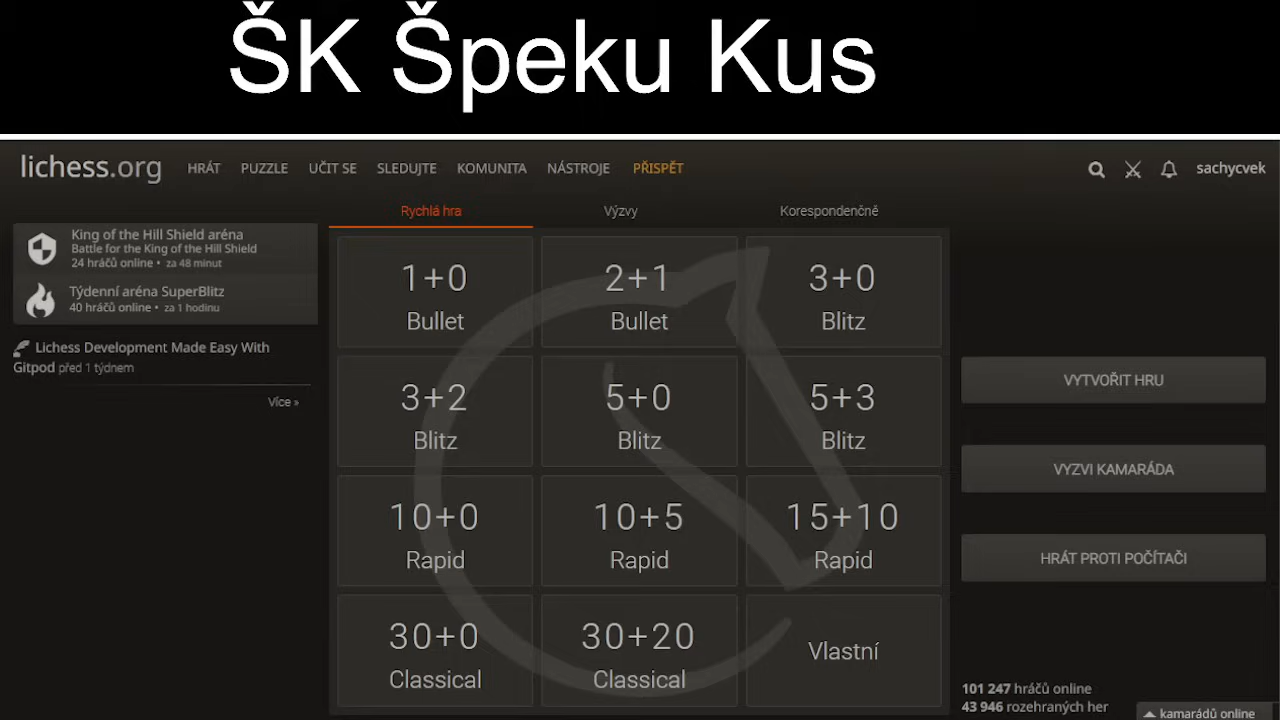 ŠK Špeku Kus
lichess.org HRÁT PUZZLE UČIT SE SLEDUJTE KOMUNITA NÁSTROJE PŘISPĚT sachycvek
Rychlá hra Výzvy Korespondenčně
King of the Hill Shield aréna
Battle for the King of the Hill Shield
24 hráčů online • za 48 minut
Týdenní aréna SuperBlitz
40 hráčů online • za 1 hodinu
Lichess Development Made Easy With
Gitpod před 1 týdnem
Více »
1+0 2+1 3+0
Bullet Bullet Blitz
3+2 5+0 5+3
Blitz Blitz Blitz
10+0 10+5 15+10
Rapid Rapid Rapid
30+0 30+20 Vlastní
Classical Classical
VYTVOŘIT HRU
VYZVI KAMARÁDA
HRÁT PROTI POČÍTAČI
101 247 hráčů online
43 946 rozehraných her
kamarádů online